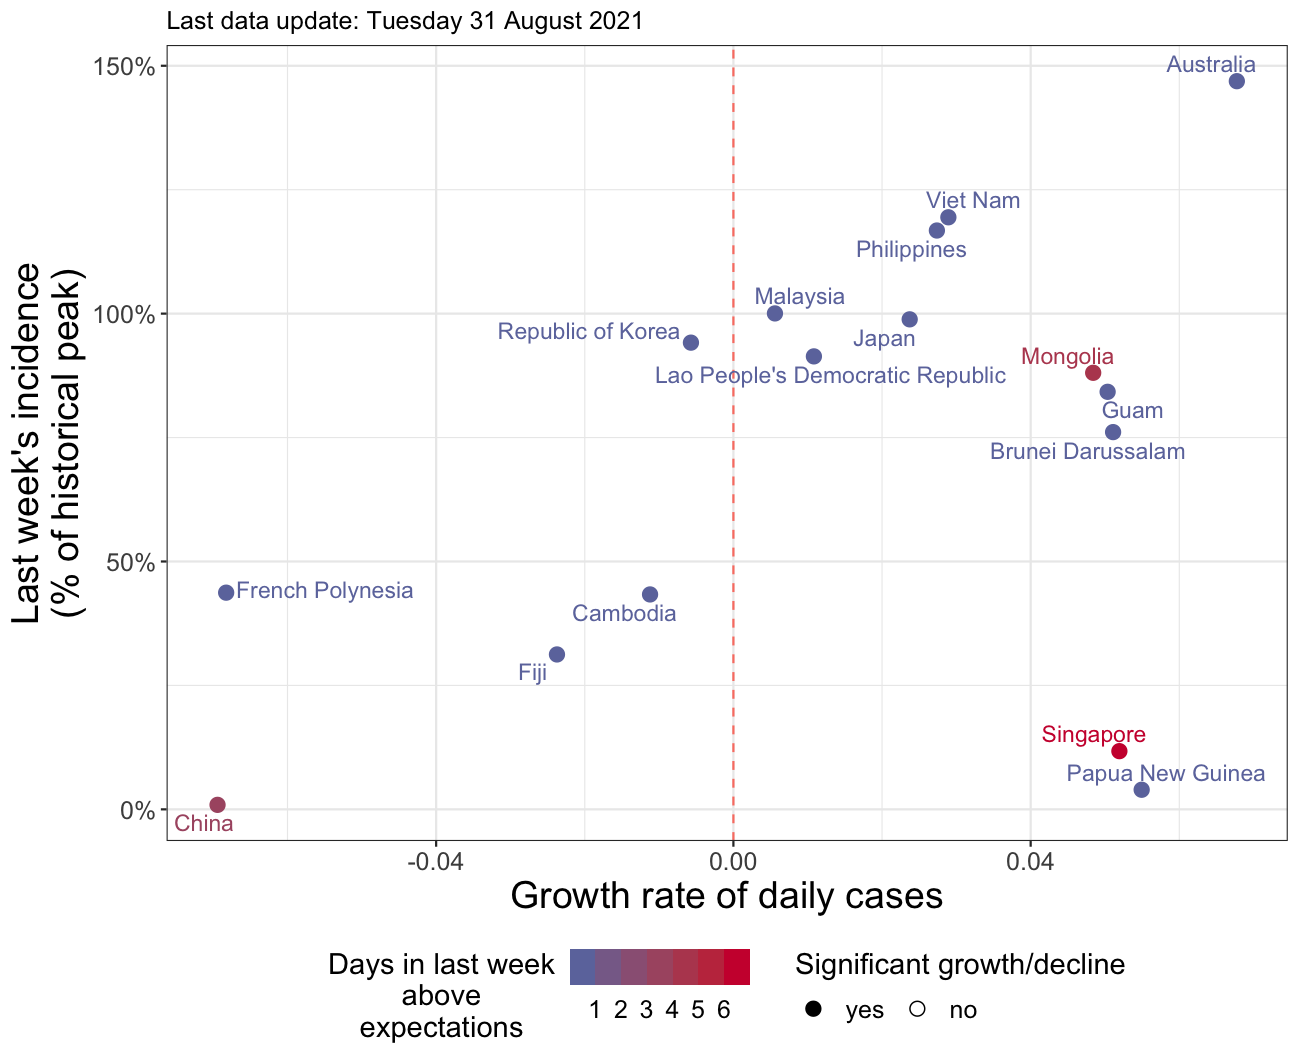 Last data update: Tuesday 31 August 2021
150%
Australia
Viet Nam
Philippines
Malaysia
100%
Republic of Korea
Japan
Mongolia
Lao People's Democratic Republic
Guam
Brunei Darussalam
Last week's incidence
(% of historical peak)
50%
French Polynesia
Cambodia
Fiji
Singapore
Papua New Guinea
0%
China
-0.04 0.00 0.04
Growth rate of daily cases
Days in last week
above
expectations
1 2 3 4 5 6
Significant growth/decline
yes no